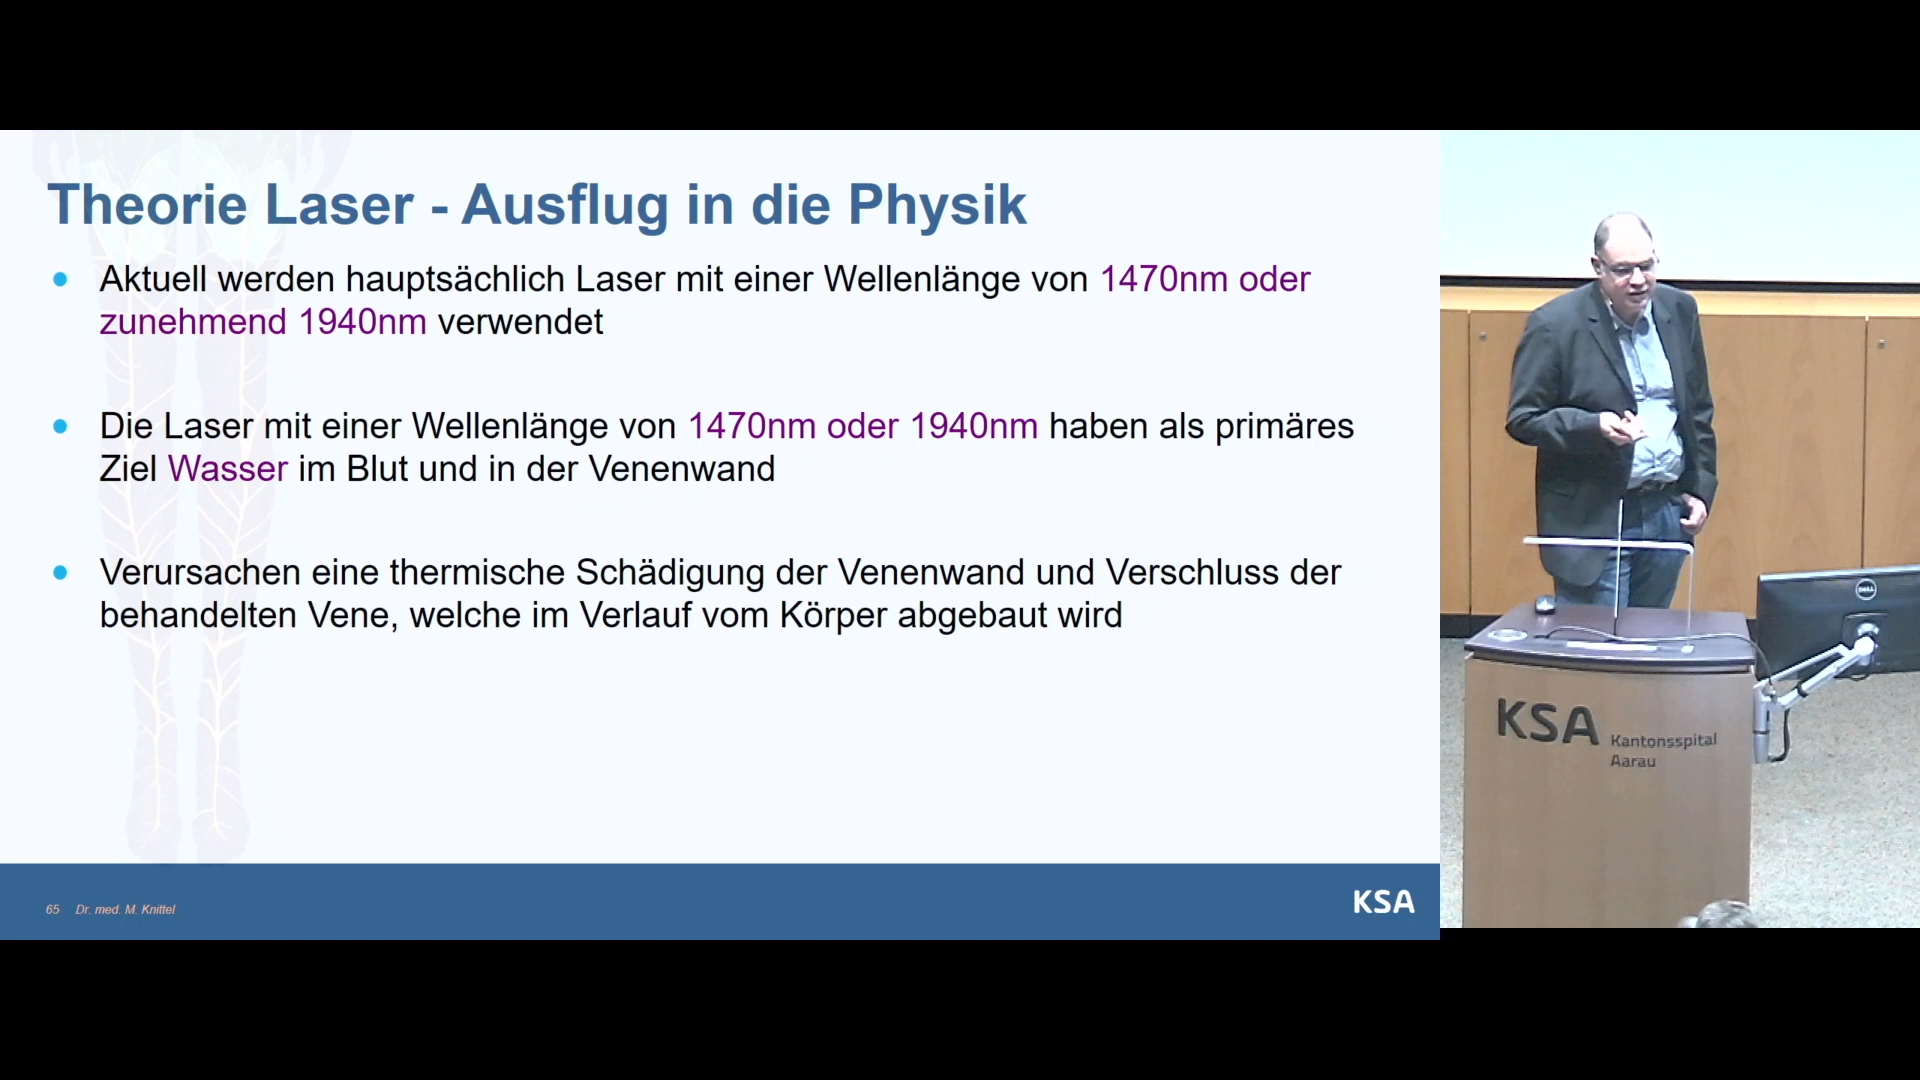 Theorie Laser - Ausflug in die Physik
Aktuell werden hauptsächlich Laser mit einer Wellenlänge von 1470nm oder
zunehmend 1940nm verwendet
Die Laser mit einer Wellenlänge von 1470nm oder 1940nm haben als primäres
Ziel Wasser im Blut und in der Venenwand
Verursachen eine thermische Schädigung der Venenwand und Verschluss der
behandelten Vene, welche im Verlauf vom Körper abgebaut wird
65 Dr. med. M. Knittel
KSA
DELL
KSA Kantonsspital
Aarau